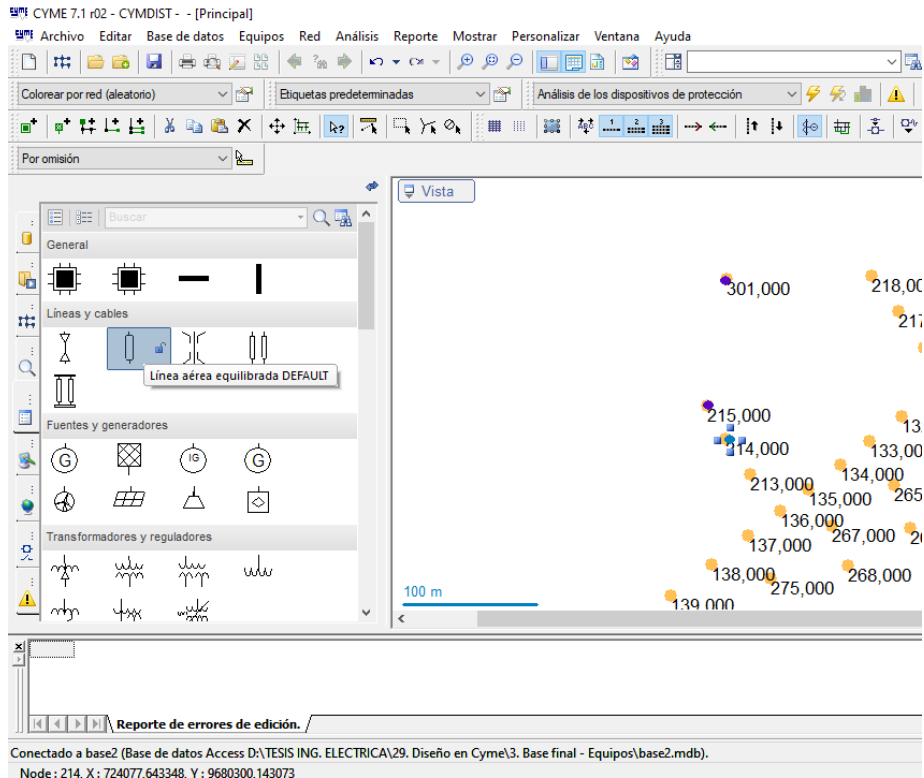 CYME 7.1 r02 - CYMDIST - - [Principal]
Archivo Editar Base de datos Equipos Red Análisis Reporte Mostrar Personalizar Ventana Ayuda
Colorear por red (aleatorio) Etiquetas predeterminadas Análisis de los dispositivos de protección
Por omisión
Vista
Buscar
General
Líneas y cables
Línea aérea equilibrada DEFAULT
Fuentes y generadores
G IG G
Transformadores y reguladores
301,000 218,00
217
215,000
13
214,000 133,00
134,000
213,000 265
135,000
136,000
267,000 2
137,000
138,000 268,000
275,000
139,000
100 m
Reporte de errores de edición.
Conectado a base2 (Base de datos Access D:\TESIS ING. ELECTRICA\29. Diseño en Cyme\3. Base final - Equipos\base2.mdb).
Node : 214, X : 724077.643348, Y : 9680300.143073